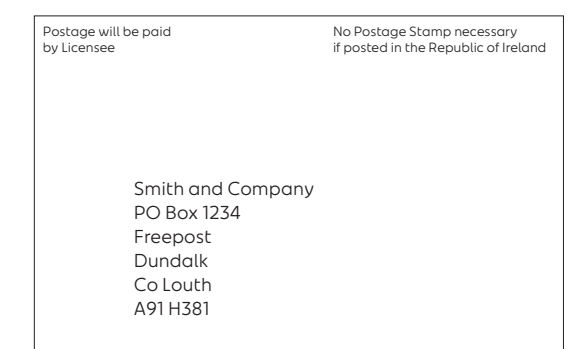 Postage will be paid
by Licensee
No Postage Stamp necessary
if posted in the Republic of Ireland
Smith and Company
PO Box 1234
Freepost
Dundalk
Co Louth
A91 H381